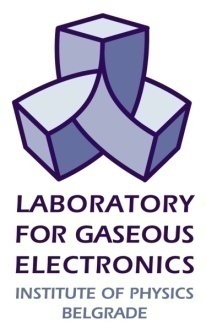 LABORATORY
FOR GASEOUS
ELECTRONICS
INSTITUTE OF PHYSICS
BELGRADE